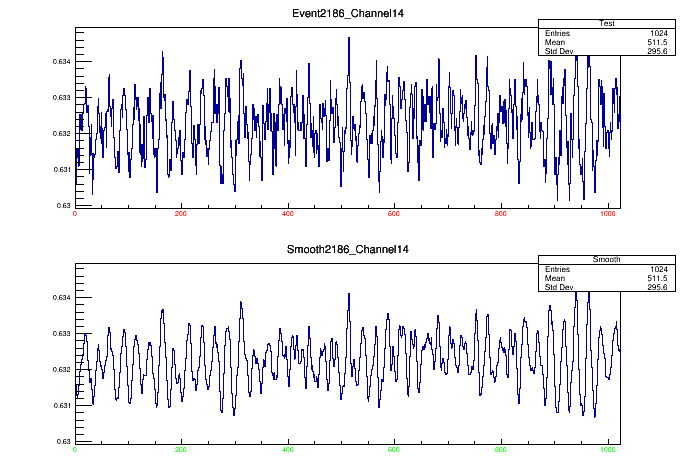 Event2186_Channel14
Test
Entries 1024
Mean 511.5
Std Dev 295.6
0.634
0.633
0.632
0.631
0.63
0 200 400 600 800 1000
Smooth2186_Channel14
Smooth
Entries 1024
Mean 511.5
Std Dev 295.6
0.634
0.633
0.632
0.631
0.63
0 200 400 600 800 1000